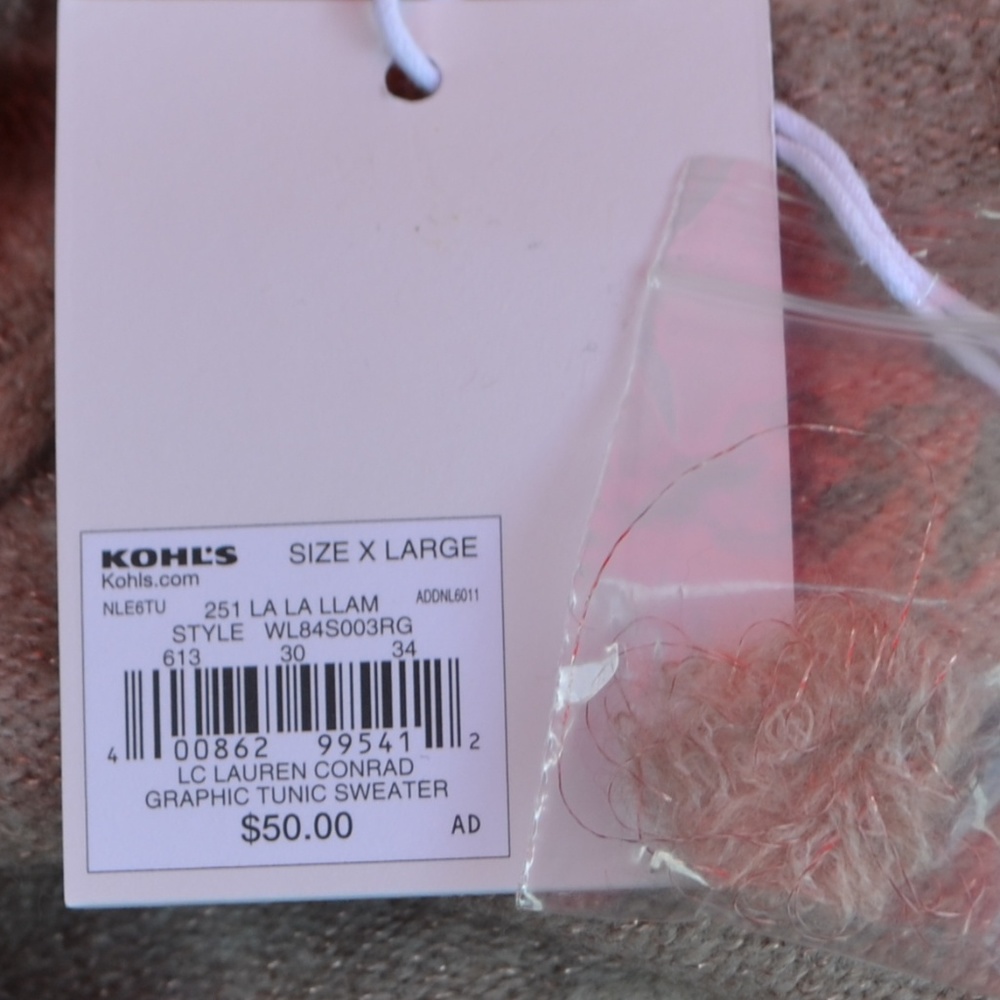 KOHL'S SIZE X LARGE
Kohls.com
NLE6TU 251 LA LA LLAM ADDNL6011
STYLE WL84S003RG
613 30 34
4 00862 99541 2
LC LAUREN CONRAD
GRAPHIC TUNIC SWEATER
$50.00 AD